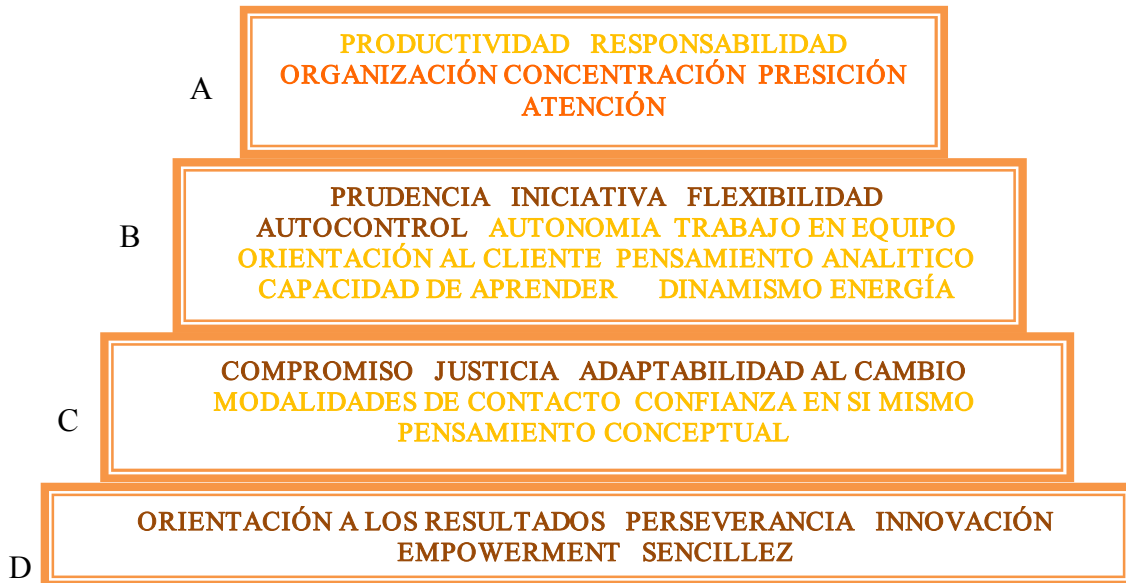 PRODUCTIVIDAD RESPONSABILIDAD
ORGANIZACIÓN CONCENTRACIÓN PRESICIÓN
ATENCIÓN
A
PRUDENCIA INICIATIVA FLEXIBILIDAD
AUTOCONTROL AUTONOMIA TRABAJO EN EQUIPO
ORIENTACIÓN AL CLIENTE PENSAMIENTO ANALITICO
CAPACIDAD DE APRENDER DINAMISMO ENERGÍA
B
COMPROMISO JUSTICIA ADAPTABILIDAD AL CAMBIO
MODALIDADES DE CONTACTO CONFIANZA EN SI MISMO
PENSAMIENTO CONCEPTUAL
C
ORIENTACIÓN A LOS RESULTADOS PERSEVERANCIA INNOVACIÓN
EMPOWERMENT SENCILLEZ
D